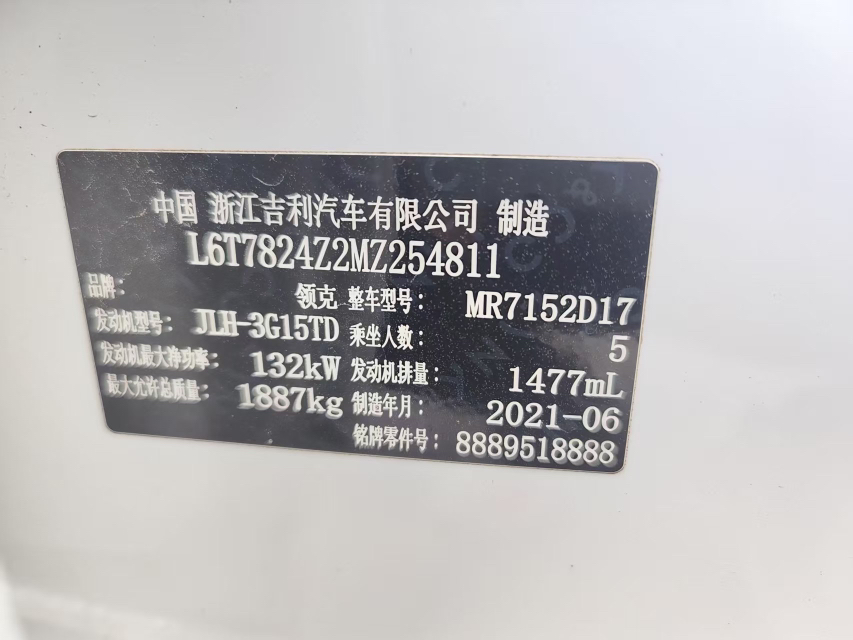 中国 浙江吉利汽车有限公司 制造
L6T7824Z2MZ254811
品牌： 领克 整车型号： MR7152D17
发动机型号： JLH-3G15TD 乘坐人数： 5
发动机最大净功率： 132kW 发动机排量： 1477mL
最大允许总质量： 1887kg 制造年月： 2021-06
铭牌零件号： 8889518888